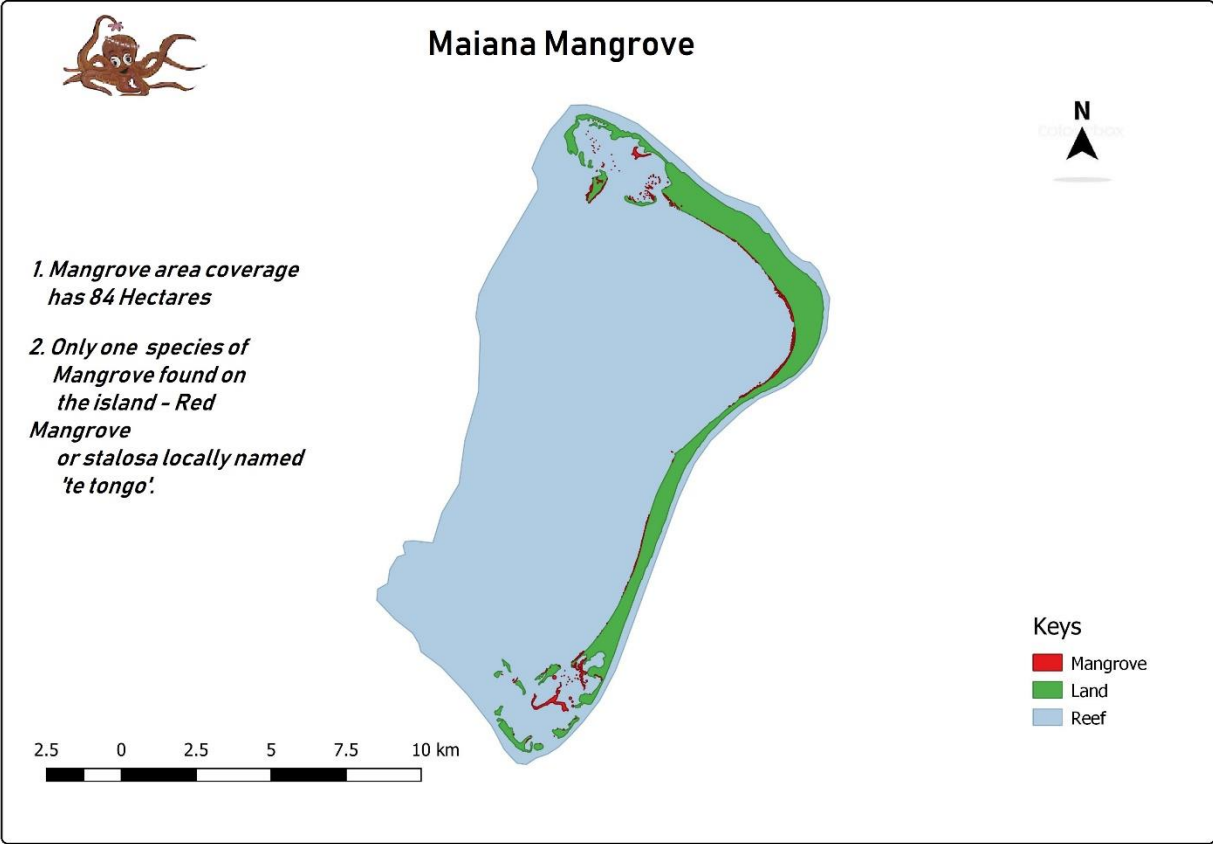 Maiana Mangrove
N
colourbox
1. Mangrove area coverage
has 84 Hectares
2. Only one species of
Mangrove found on
the island - Red
Mangrove
or stalosa locally named
'te tongo'.
Keys
Mangrove
Land
Reef
2.5 0 2.5 5 7.5 10 km